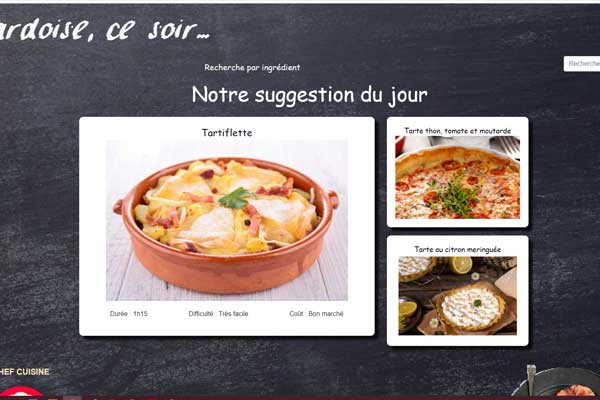 ardoise, ce soir...
Recherche par ingrédient
Recherche
Notre suggestion du jour
Tartiflette
Durée : 1h15 Difficulté : Très facile Coût : Bon marché
Tarte thon, tomate et moutarde
Tarte au citron meringuée
HEF CUISINE